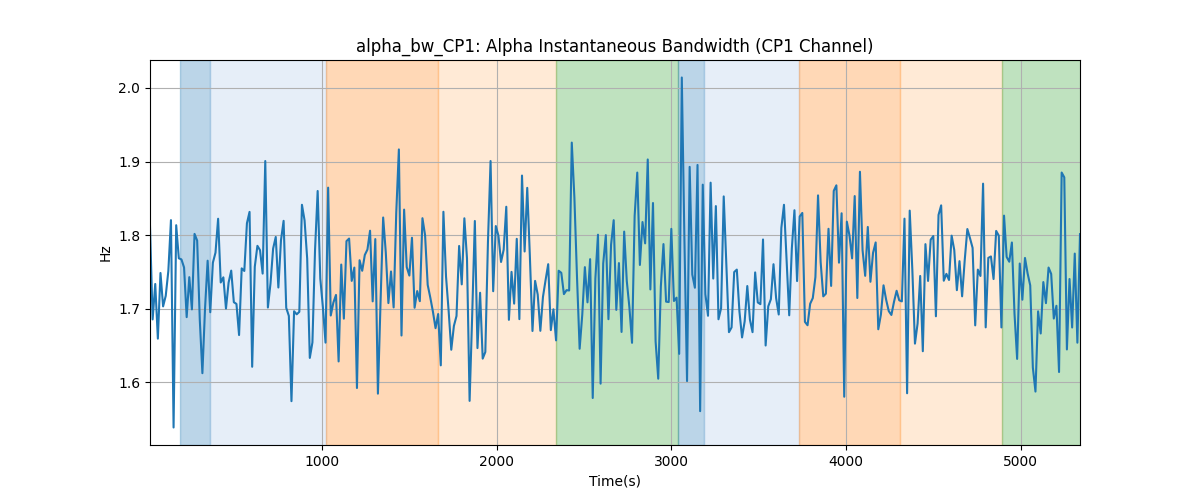 alpha_bw_CP1: Alpha Instantaneous Bandwidth (CP1 Channel)
2.0
1.9
1.8
1.7
1.6
Hz
1000 2000 3000 4000 5000
Time(s)